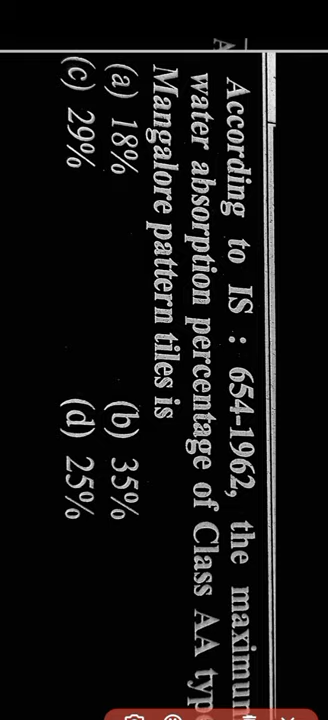 According to IS : 654-1962, the maximum
water absorption percentage of Class AA typ
Mangalore pattern tiles is
(a) 18% (b) 35%
(c) 29% (d) 25%